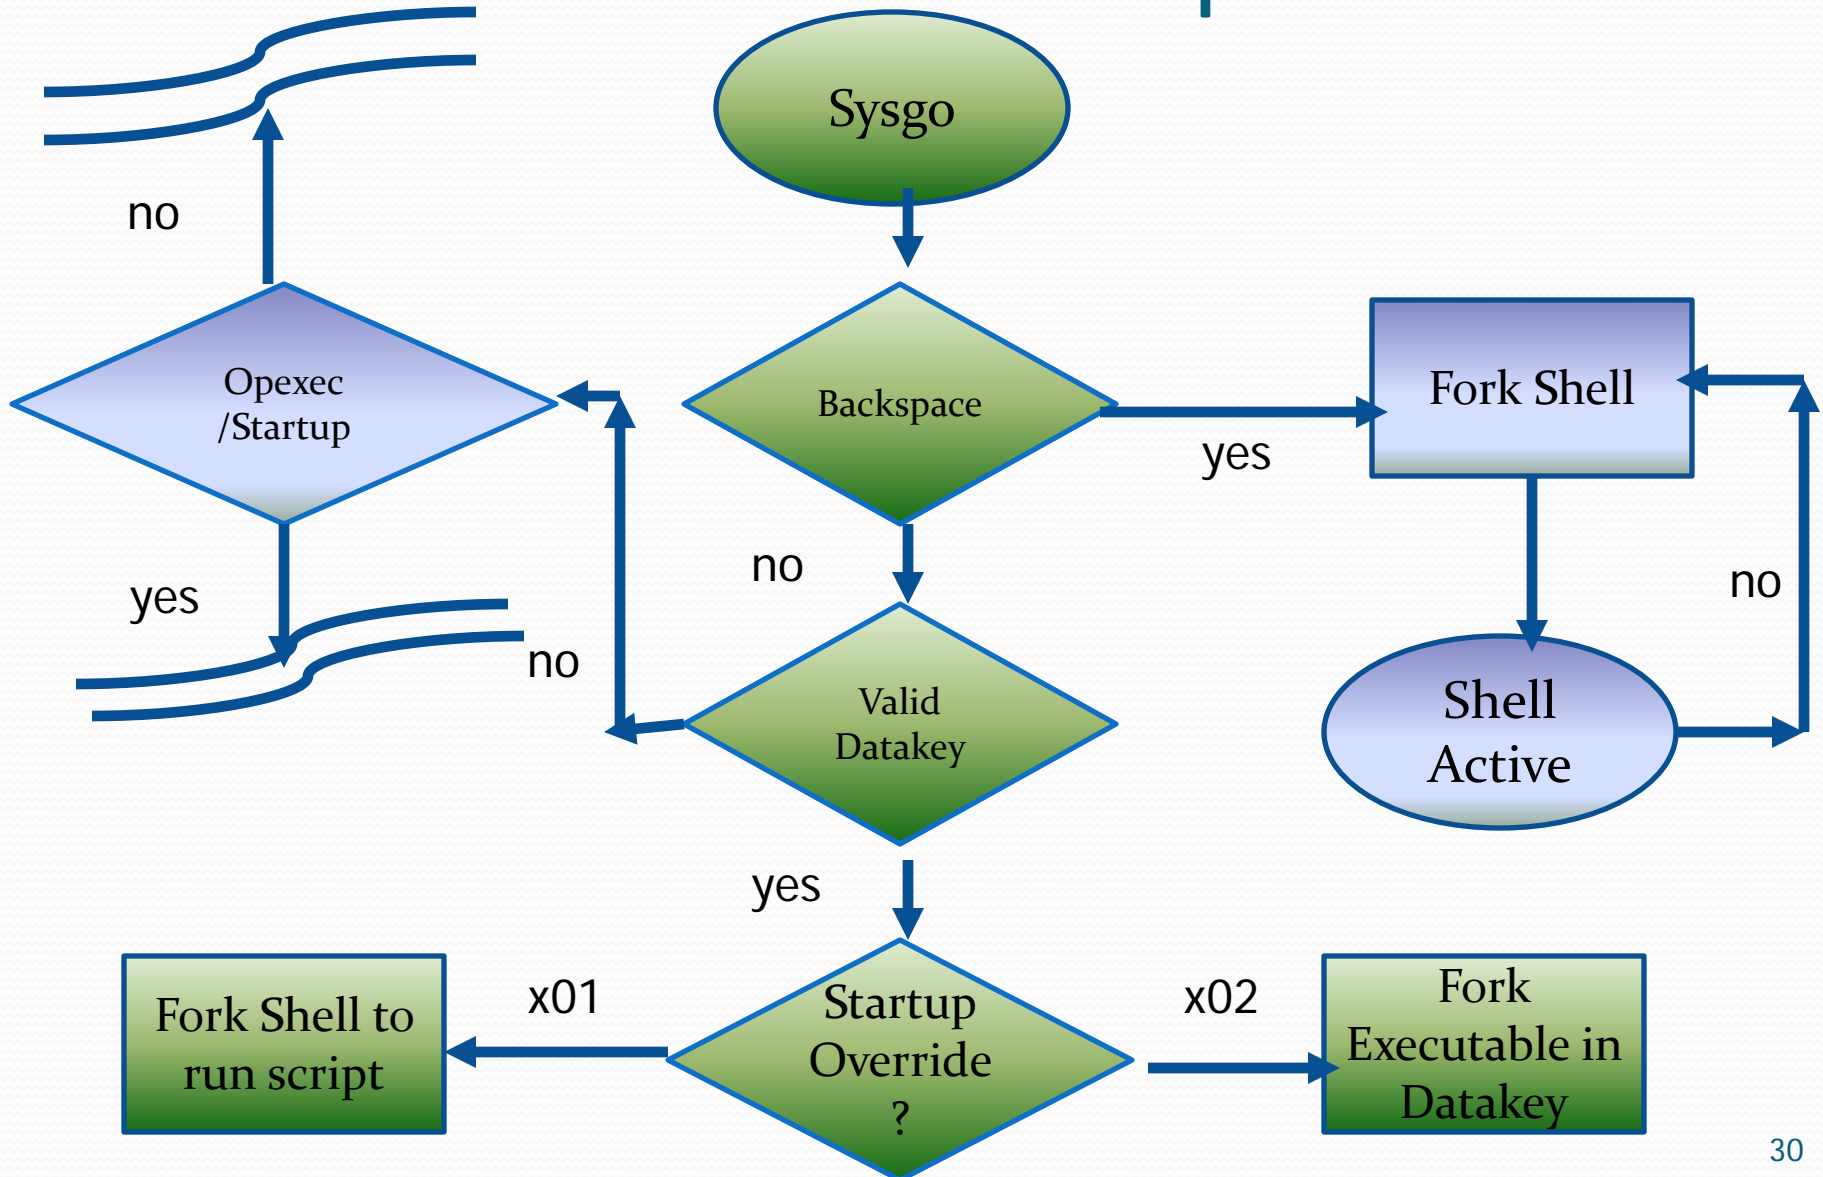 Sysgo
no
Opexec
/Startup
Backspace
yes
Fork Shell
no
yes
no
no
Valid
Datakey
Shell
Active
yes
Fork Shell to
run script
x01
Startup
Override
?
x02
Fork
Executable in
Datakey
30